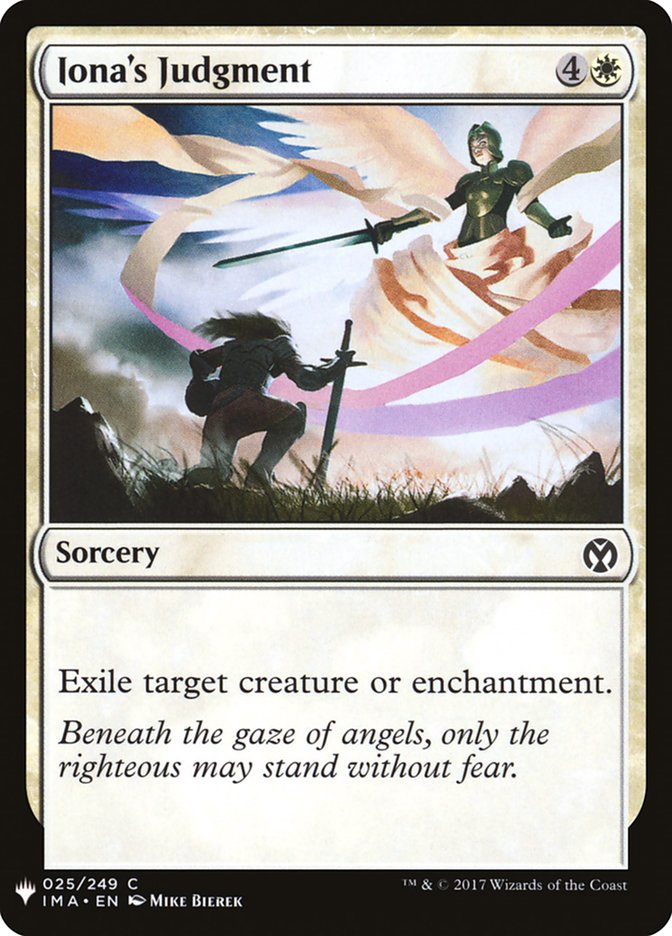 Iona's Judgment
4
Sorcery
Exile target creature or enchantment.
Beneath the gaze of angels, only the
righteous may stand without fear.
025/249 C
IMA • EN Mike Bierek
™ & © 2017 Wizards of the Coast